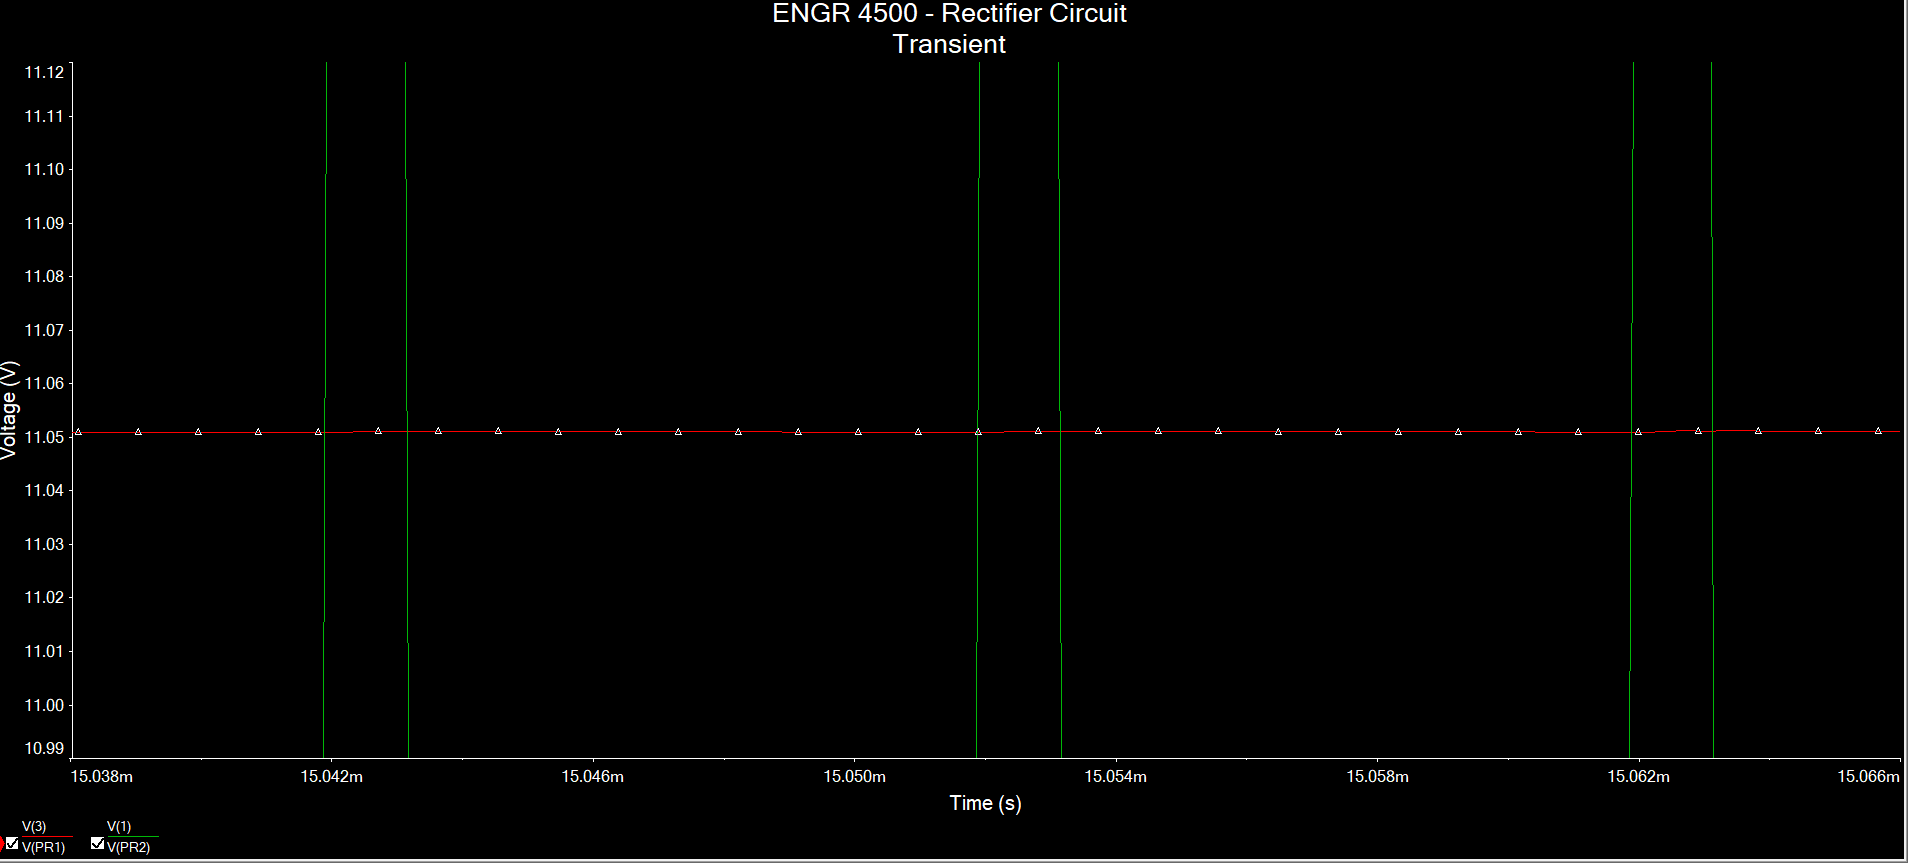 ENGR 4500 - Rectifier Circuit
Transient
11.12
11.11
11.10
11.09
11.08
11.07
11.06
11.05
11.04
11.03
11.02
11.01
11.00
10.99
Voltage (V)
15.038m 15.042m 15.046m 15.050m 15.054m 15.058m 15.062m 15.066m
Time (s)
V(3) V(1)
V(PR1) V(PR2)